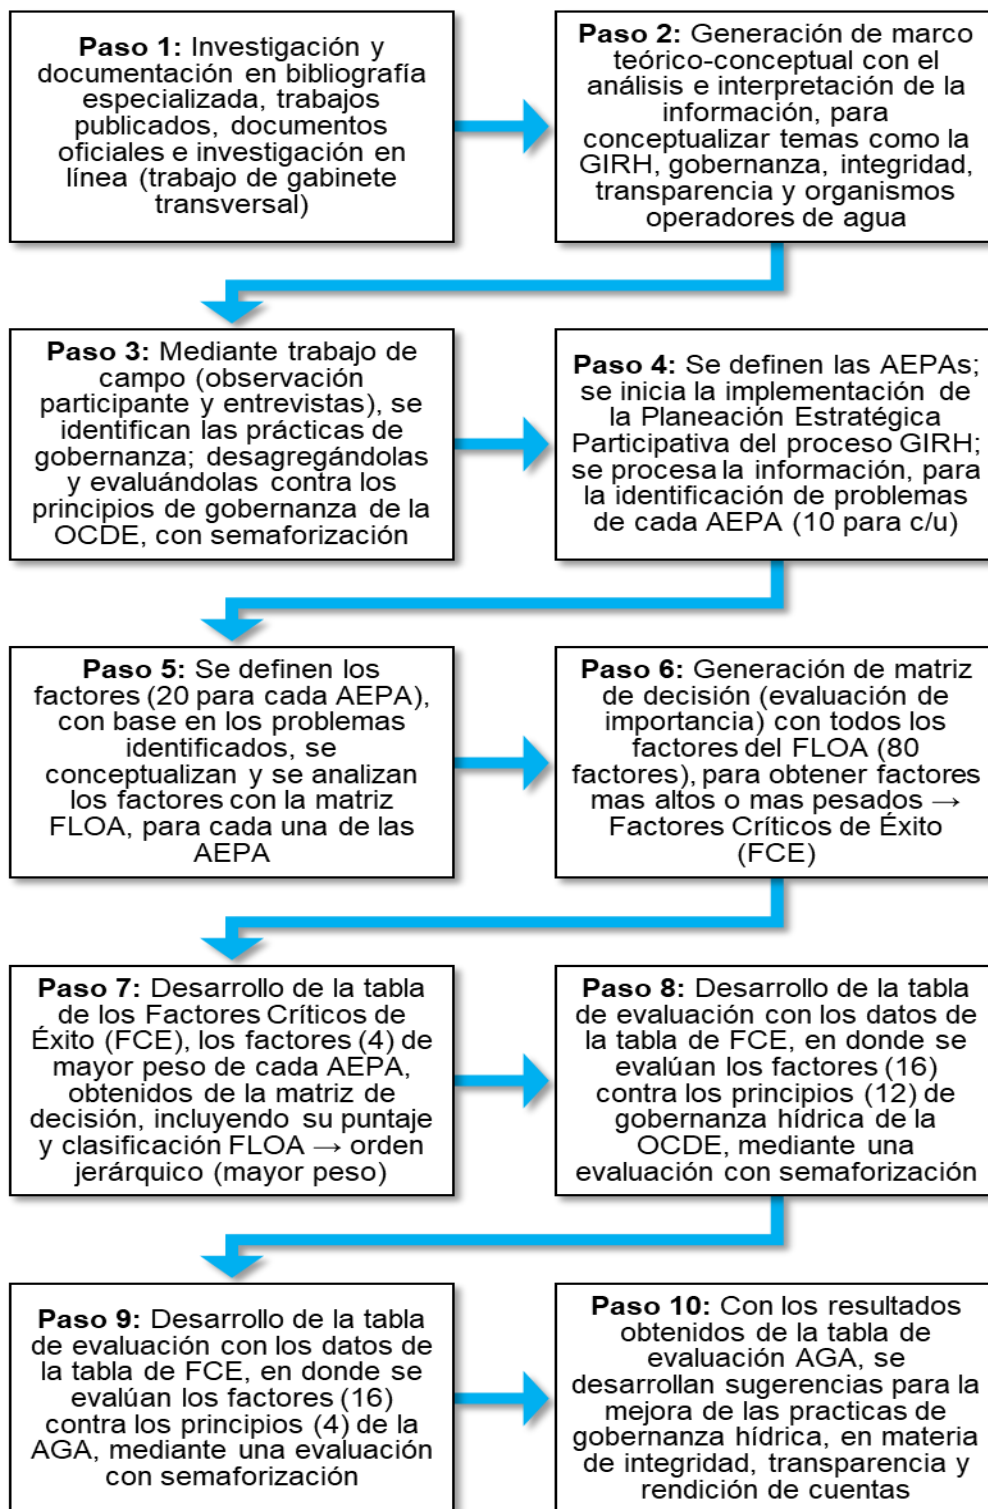 Paso 1: Investigación y
documentación en bibliografía
especializada, trabajos
publicados, documentos
oficiales e investigación en
línea (trabajo de gabinete
transversal)
Paso 2: Generación de marco
teórico-conceptual con el
análisis e interpretación de la
información, para
conceptualizar temas como la
GIRH, gobernanza, integridad,
transparencia y organismos
operadores de agua
Paso 3: Mediante trabajo de
campo (observación
participante y entrevistas), se
identifican las prácticas de
gobernanza; desagregándolas
y evaluándolas contra los
principios de gobernanza de la
OCDE, con semaforización
Paso 4: Se definen las AEPAs;
se inicia la implementación de
la Planeación Estratégica
Participativa del proceso GIRH;
se procesa la información, para
la identificación de problemas
de cada AEPA (10 para c/u)
Paso 5: Se definen los
factores (20 para cada AEPA),
con base en los problemas
identificados, se
conceptualizan y se analizan
los factores con la matriz
FLOA, para cada una de las
AEPA
Paso 6: Generación de matriz
de decisión (evaluación de
importancia) con todos los
factores del FLOA (80
factores), para obtener factores
mas altos o mas pesados →
Factores Críticos de Éxito
(FCE)
Paso 7: Desarrollo de la tabla
de los Factores Críticos de
Éxito (FCE), los factores (4) de
mayor peso de cada AEPA,
obtenidos de la matriz de
decisión, incluyendo su puntaje
y clasificación FLOA → orden
jerárquico (mayor peso)
Paso 8: Desarrollo de la tabla
de evaluación con los datos de
la tabla de FCE, en donde se
evalúan los factores (16)
contra los principios (12) de
gobernanza hídrica de la
OCDE, mediante una
evaluación con semaforización
Paso 9: Desarrollo de la tabla
de evaluación con los datos de
la tabla de FCE, en donde se
evalúan los factores (16)
contra los principios (4) de la
AGA, mediante una evaluación
con semaforización
Paso 10: Con los resultados
obtenidos de la tabla de
evaluación AGA, se
desarrollan sugerencias para la
mejora de las practicas de
gobernanza hídrica, en materia
de integridad, transparencia y
rendición de cuentas